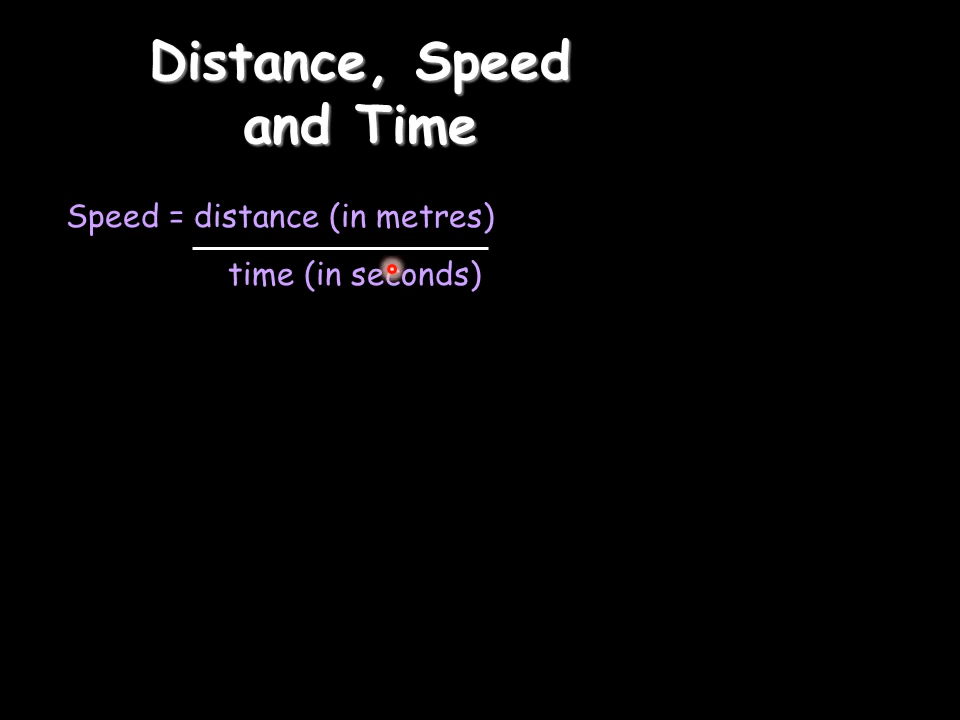 Distance, Speed
and Time
Speed = distance (in metres)
time (in seconds)